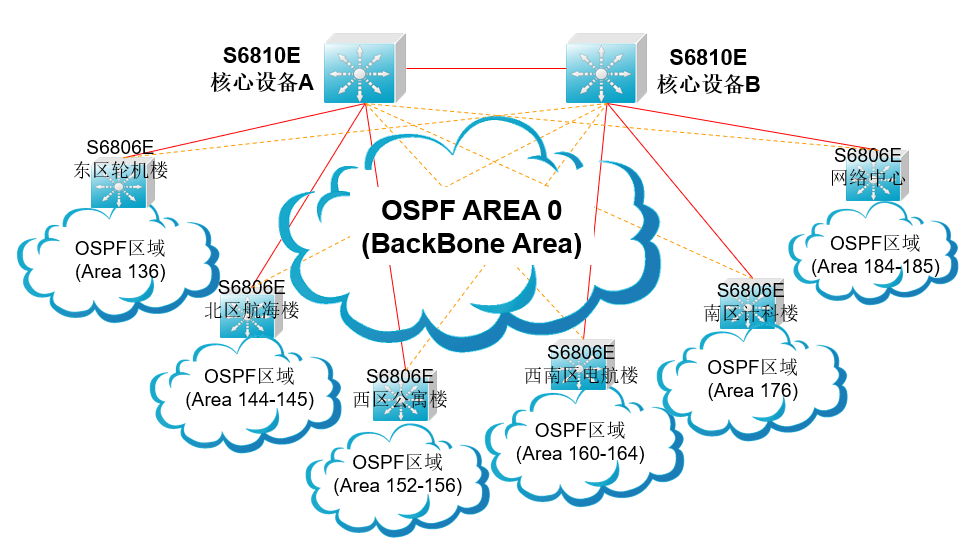 S6810E
核心设备A
S6810E
核心设备B
S6806E
东区轮机楼
OSPF区域
(Area 136)
OSPF AREA 0
(BackBone Area)
S6806E
网络中心
OSPF区域
(Area 184-185)
S6806E
北区航海楼
OSPF区域
(Area 144-145)
S6806E
南区计科楼
OSPF区域
(Area 176)
S6806E
西区公寓楼
OSPF区域
(Area 152-156)
S6806E
西南区电航楼
OSPF区域
(Area 160-164)